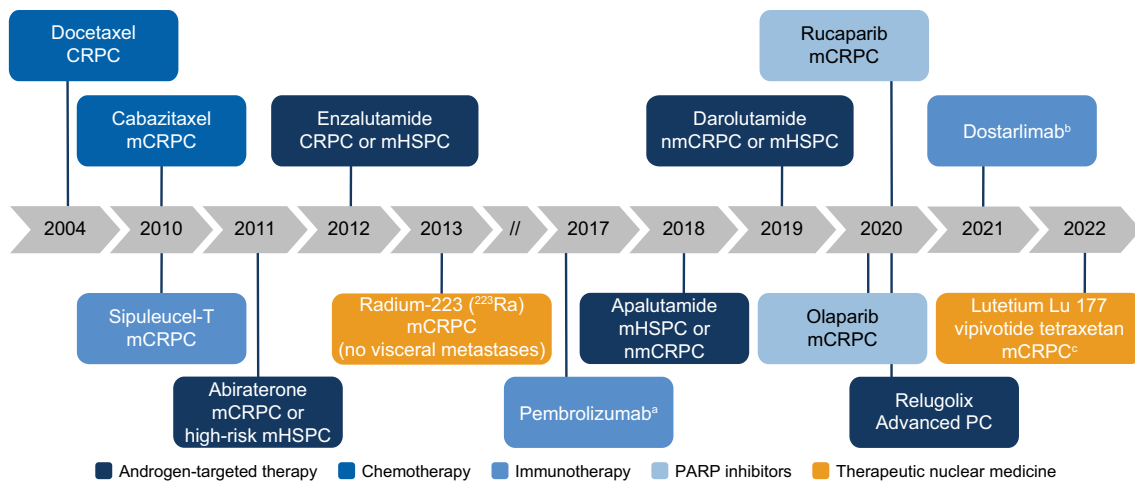 Docetaxel
CRPC
Rucaparib
mCRPC
Cabazitaxel
mCRPC
Enzalutamide
CRPC or mHSPC
Darolutamide
nmCRPC or mHSPC
Dostarlimabᵇ
2004
2010
2011
2012
2013
//
2017
2018
2019
2020
2021
2022
Sipuleucel-T
mCRPC
Radium-223 (²²³Ra)
mCRPC
(no visceral metastases)
Apalutamide
mHSPC or
nmCRPC
Olaparib
mCRPC
Lutetium Lu 177
vipivotide tetraxetan
mCRPCᶜ
Abiraterone
mCRPC or
high-risk mHSPC
Pembrolizumabᵃ
Relugolix
Advanced PC
Androgen-targeted therapy
Chemotherapy
Immunotherapy
PARP inhibitors
Therapeutic nuclear medicine